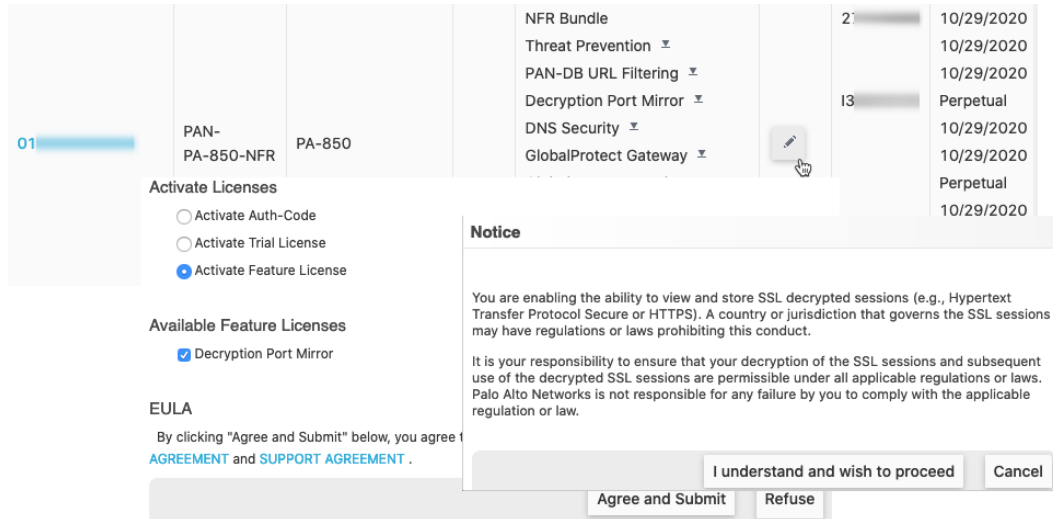 NFR Bundle
27
10/29/2020
Threat Prevention
10/29/2020
PAN-DB URL Filtering
10/29/2020
Decryption Port Mirror
I3
Perpetual
01
PAN-
PA-850-NFR
PA-850
DNS Security
10/29/2020
GlobalProtect Gateway
10/29/2020
Perpetual
10/29/2020
Activate Licenses
Activate Auth-Code
Activate Trial License
Activate Feature License
Available Feature Licenses
Decryption Port Mirror
EULA
By clicking "Agree and Submit" below, you agree
AGREEMENT and SUPPORT AGREEMENT .
Agree and Submit
Refuse
Notice
You are enabling the ability to view and store SSL decrypted sessions (e.g., Hypertext
Transfer Protocol Secure or HTTPS). A country or jurisdiction that governs the SSL sessions
may have regulations or laws prohibiting this conduct.
It is your responsibility to ensure that your decryption of the SSL sessions and subsequent
use of the decrypted SSL sessions are permissible under all applicable regulations or laws.
Palo Alto Networks is not responsible for any failure by you to comply with the applicable
regulation or law.
I understand and wish to proceed
Cancel